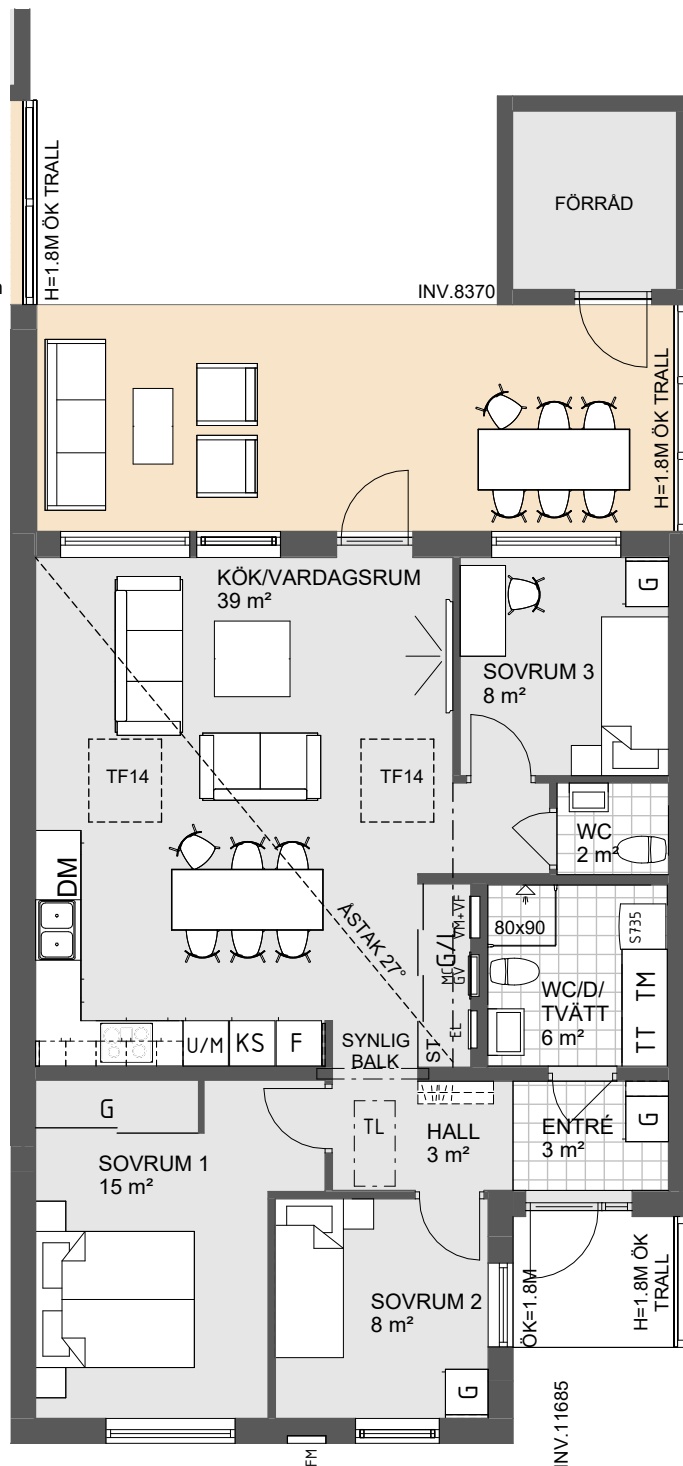 H=1.8M ÖK TRALL
FÖRRÅD
INV.8370
H=1.8M ÖK TRALL
KÖK/VARDAGSRUM
39 m²
G
SOVRUM 3
8 m²
TF14
TF14
WC
2 m²
DM
ÅSTAK 27°
G/L
VM+VF
MC
GV
EL
ST
80x90
S735
WC/D/
TVÄTT
6 m²
TM
TT
U/M
KS
F
SYNLIG
BALK
G
TL
HALL
3 m²
ENTRÉ
3 m²
G
SOVRUM 1
15 m²
SOVRUM 2
8 m²
G
ÖK=1.8M
H=1.8M ÖK
TRALL
INV.11685
FM